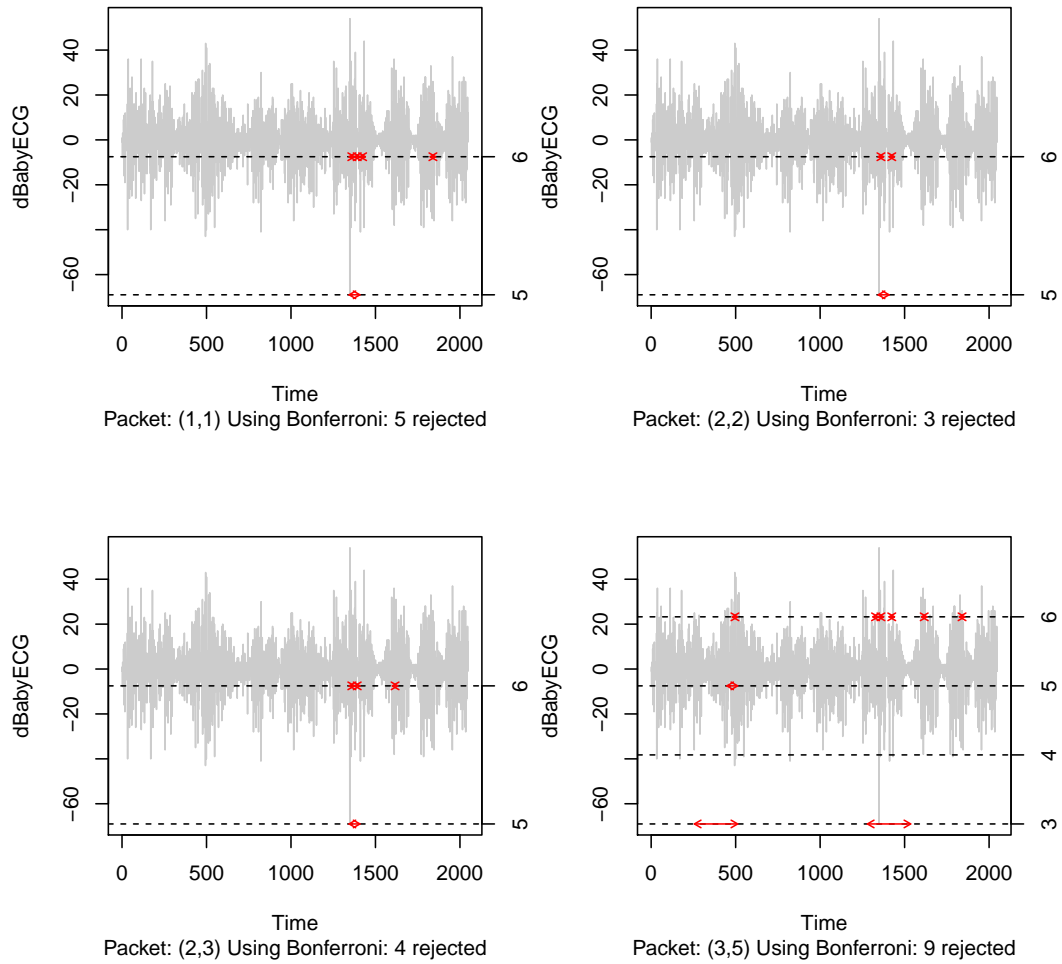 dBabyECG
40
20
0
−20
−60
6
5
0 500 1000 1500 2000
Time
Packet: (1,1) Using Bonferroni: 5 rejected
dBabyECG
40
20
0
−20
−60
6
5
0 500 1000 1500 2000
Time
Packet: (2,2) Using Bonferroni: 3 rejected
dBabyECG
40
20
0
−20
−60
6
5
0 500 1000 1500 2000
Time
Packet: (2,3) Using Bonferroni: 4 rejected
dBabyECG
40
20
0
−20
−60
6
5
4
3
0 500 1000 1500 2000
Time
Packet: (3,5) Using Bonferroni: 9 rejected